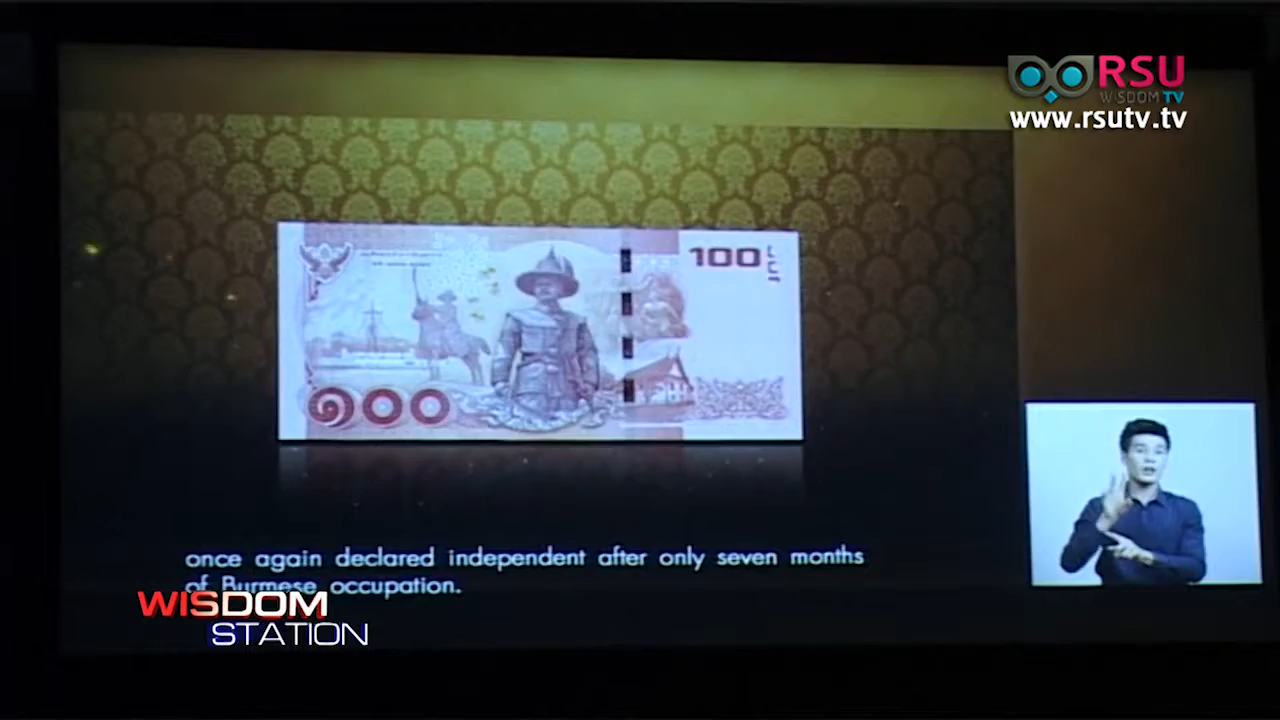 RSU
WISDOM TV
www.rsutv.tv
100
๑๐๐
once again declared independent after only seven months
of Burmese occupation.
WISDOM
STATION